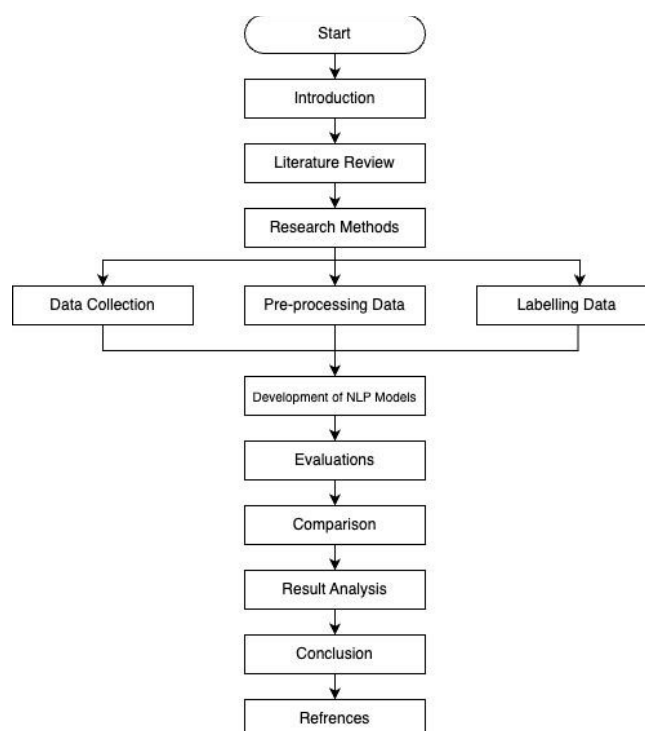 Start
Introduction
Literature Review
Research Methods
Data Collection
Pre-processing Data
Labelling Data
Development of NLP Models
Evaluations
Comparison
Result Analysis
Conclusion
Refrences